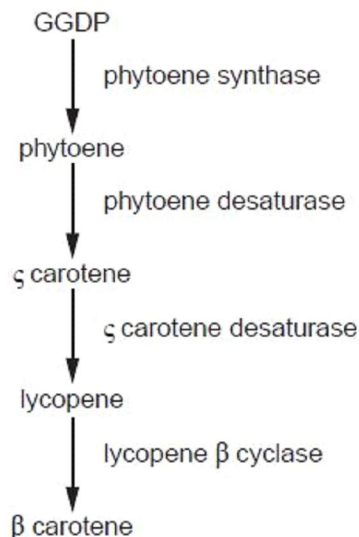 GGDP
phytoene synthase
phytoene
phytoene desaturase
ς carotene
ς carotene desaturase
lycopene
lycopene β cyclase
β carotene